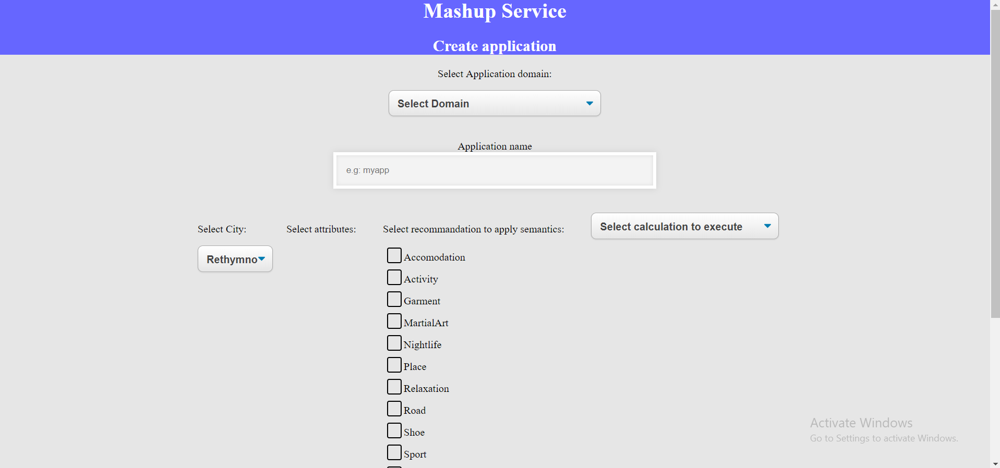 Mashup Service
Create application
Select Application domain:
Select Domain
Application name
e.g: myapp
Select City:
Select attributes:
Select recommandation to apply semantics:
Select calculation to execute
Rethymno
Accomodation
Activity
Garment
MartialArt
Nightlife
Place
Relaxation
Road
Shoe
Sport
Activate Windows
Go to Settings to activate Windows.